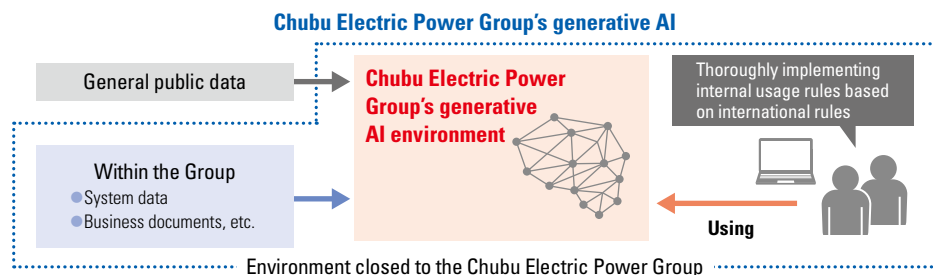 Chubu Electric Power Group's generative AI
General public data
Within the Group
●System data
●Business documents, etc.
Chubu Electric Power
Group's generative
AI environment
Thoroughly implementing
internal usage rules based
on international rules
Using
Environment closed to the Chubu Electric Power Group